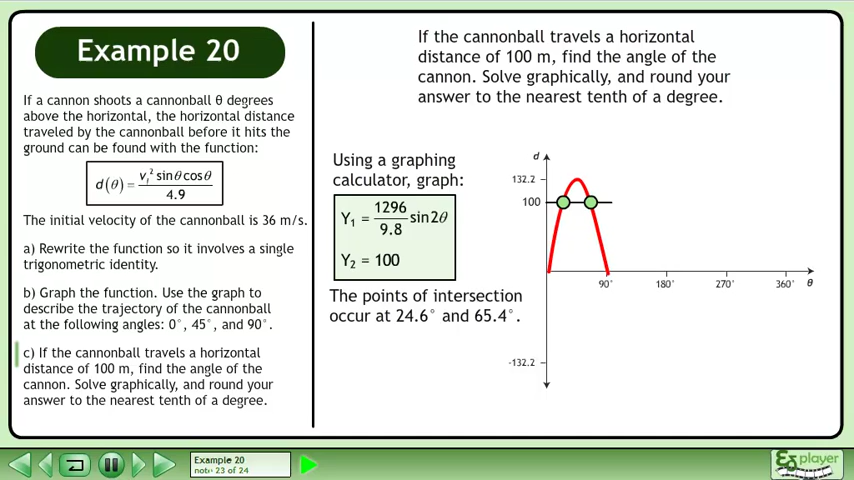 Example 20
If a cannon shoots a cannonball θ degrees
above the horizontal, the horizontal distance
traveled by the cannonball before it hits the
ground can be found with the function:
d(θ) = vᵢ² sinθcosθ / 4.9
The initial velocity of the cannonball is 36 m/s.
a) Rewrite the function so it involves a single
trigonometric identity.
b) Graph the function. Use the graph to
describe the trajectory of the cannonball
at the following angles: 0°, 45°, and 90°.
c) If the cannonball travels a horizontal
distance of 100 m, find the angle of the
cannon. Solve graphically, and round your
answer to the nearest tenth of a degree.
If the cannonball travels a horizontal
distance of 100 m, find the angle of the
cannon. Solve graphically, and round your
answer to the nearest tenth of a degree.
Using a graphing
calculator, graph:
Y₁ = 1296/9.8 sin2θ
Y₂ = 100
The points of intersection
occur at 24.6° and 65.4°.
d
132.2
100
90°
180°
270°
360°
θ
-132.2
Example 20
note 23 of 24
player